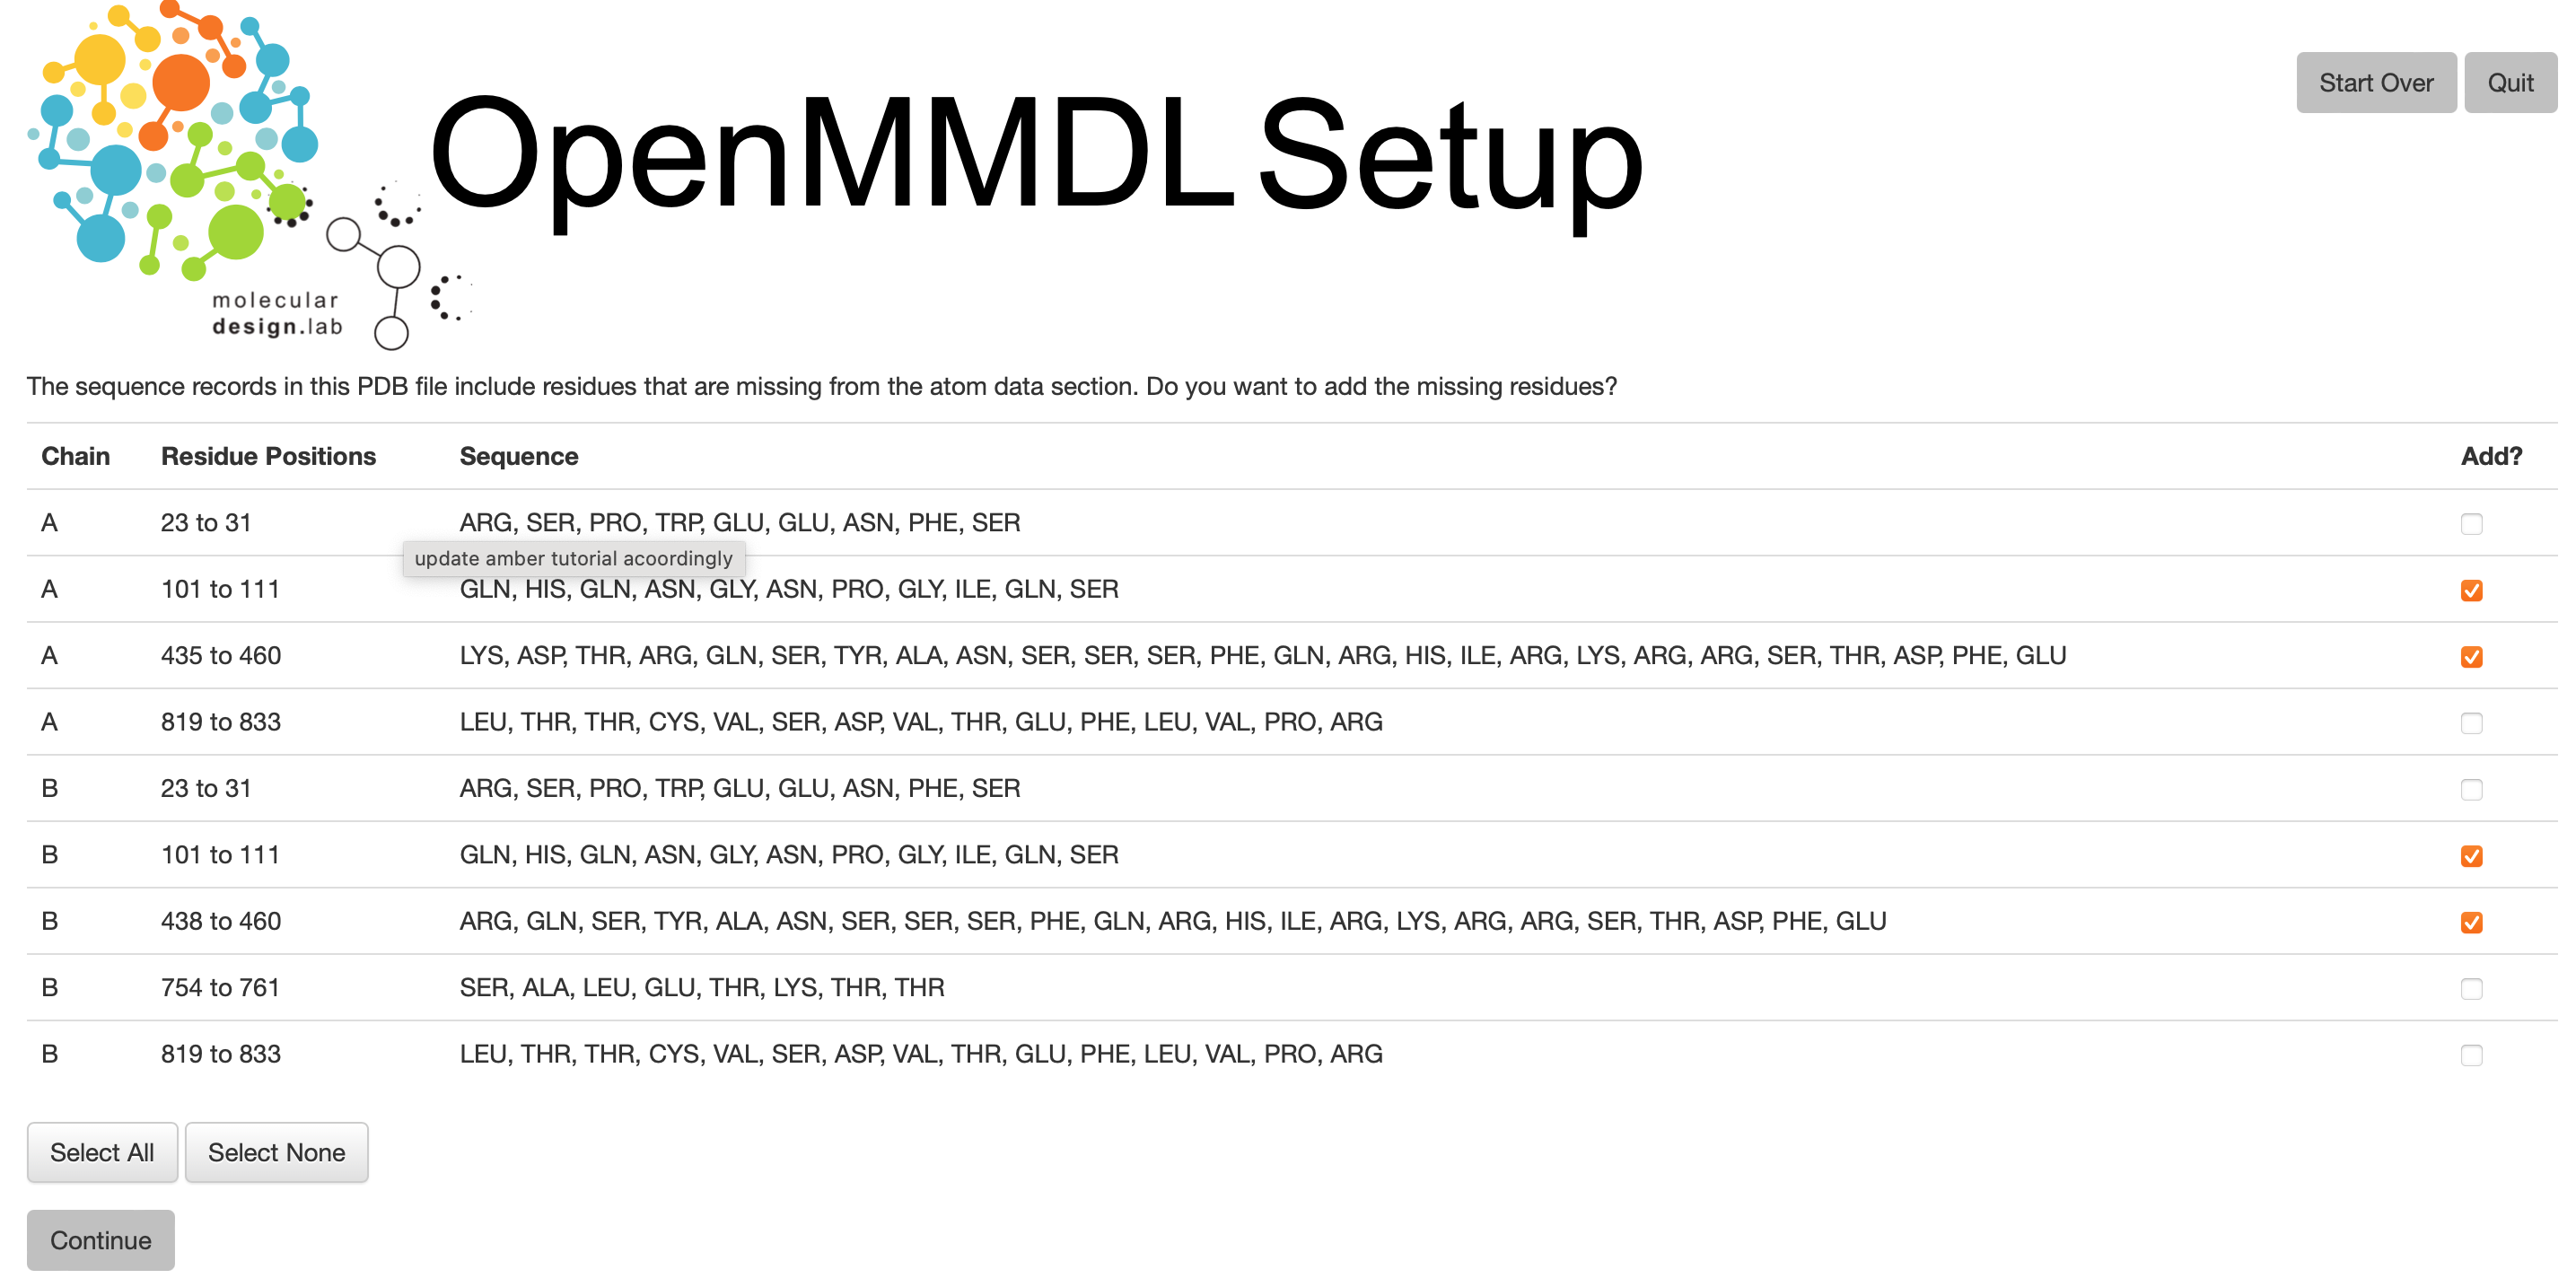 OpenMMDL Setup
Start Over Quit
molecular
design.lab
The sequence records in this PDB file include residues that are missing from the atom data section. Do you want to add the missing residues?
Chain Residue Positions Sequence Add?
A 23 to 31 ARG, SER, PRO, TRP, GLU, GLU, ASN, PHE, SER
update amber tutorial acoordingly
A 101 to 111 GLN, HIS, GLN, ASN, GLY, ASN, PRO, GLY, ILE, GLN, SER
A 435 to 460 LYS, ASP, THR, ARG, GLN, SER, TYR, ALA, ASN, SER, SER, SER, PHE, GLN, ARG, HIS, ILE, ARG, LYS, ARG, ARG, SER, THR, ASP, PHE, GLU
A 819 to 833 LEU, THR, THR, CYS, VAL, SER, ASP, VAL, THR, GLU, PHE, LEU, VAL, PRO, ARG
B 23 to 31 ARG, SER, PRO, TRP, GLU, GLU, ASN, PHE, SER
B 101 to 111 GLN, HIS, GLN, ASN, GLY, ASN, PRO, GLY, ILE, GLN, SER
B 438 to 460 ARG, GLN, SER, TYR, ALA, ASN, SER, SER, SER, PHE, GLN, ARG, HIS, ILE, ARG, LYS, ARG, ARG, SER, THR, ASP, PHE, GLU
B 754 to 761 SER, ALA, LEU, GLU, THR, LYS, THR, THR
B 819 to 833 LEU, THR, THR, CYS, VAL, SER, ASP, VAL, THR, GLU, PHE, LEU, VAL, PRO, ARG
Select All Select None
Continue